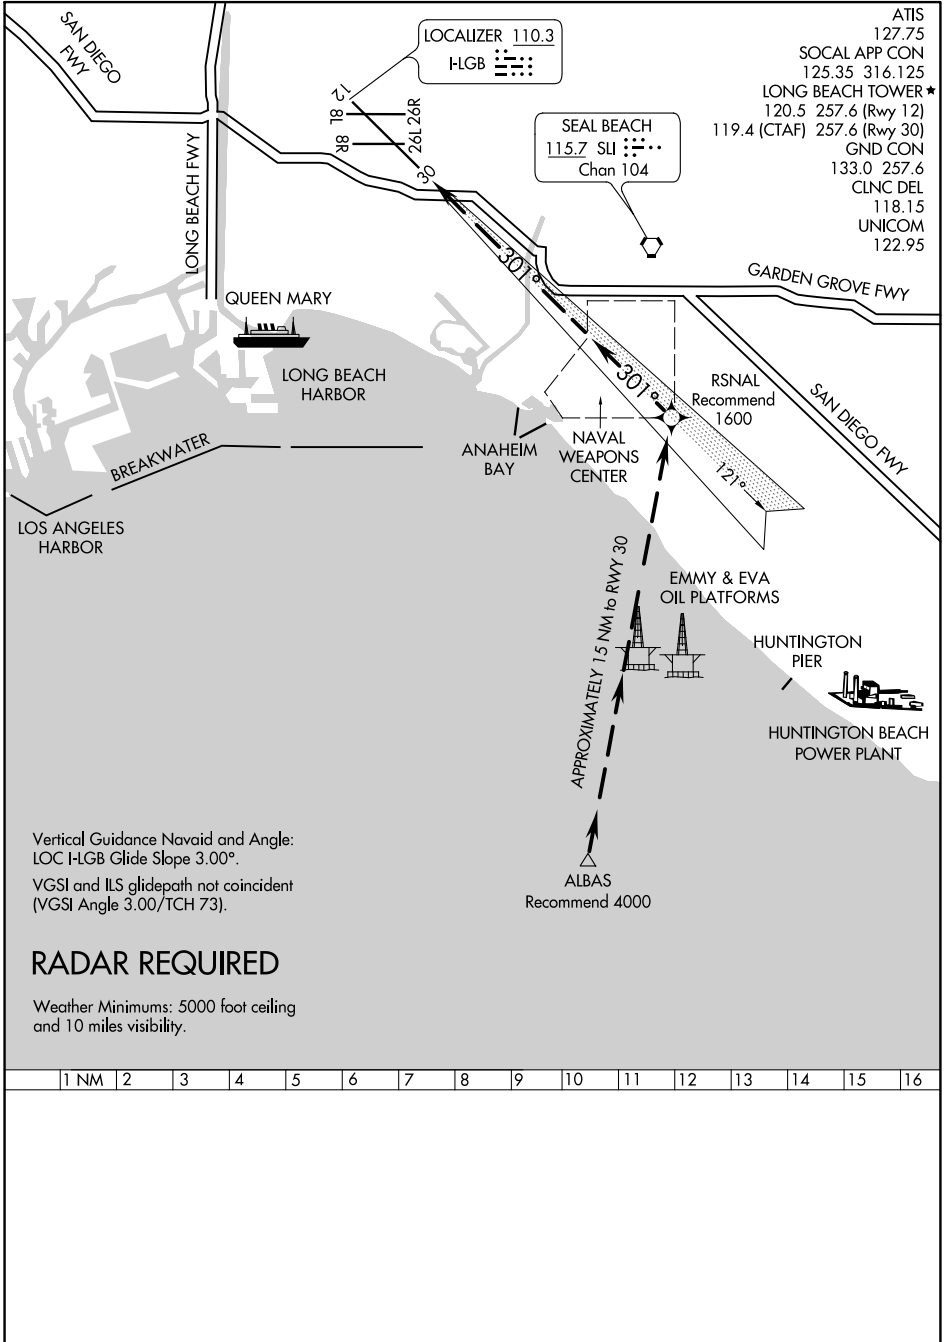 ATIS
127.75
SOCAL APP CON
125.35 316.125
LONG BEACH TOWER ★
120.5 257.6 (Rwy 12)
119.4 (CTAF) 257.6 (Rwy 30)
GND CON
133.0 257.6
CLNC DEL
118.15
UNICOM
122.95
SAN DIEGO
FWY
LOCALIZER 110.3
I-LGB
12
8L
26R
8R
26L
30
SEAL BEACH
115.7 SLI
Chan 104
LONG BEACH FWY
301°
GARDEN GROVE FWY
QUEEN MARY
LONG BEACH
HARBOR
301°
RSNAL
Recommend
1600
SAN DIEGO FWY
BREAKWATER
ANAHEIM
BAY
NAVAL
WEAPONS
CENTER
121°
LOS ANGELES
HARBOR
APPROXIMATELY 15 NM to RWY 30
EMMY & EVA
OIL PLATFORMS
HUNTINGTON
PIER
HUNTINGTON BEACH
POWER PLANT
ALBAS
Recommend 4000
Vertical Guidance Navaid and Angle:
LOC I-LGB Glide Slope 3.00°.
VGSI and ILS glidepath not coincident
(VGSI Angle 3.00/TCH 73).
RADAR REQUIRED
Weather Minimums: 5000 foot ceiling
and 10 miles visibility.
1 NM 2 3 4 5 6 7 8 9 10 11 12 13 14 15 16